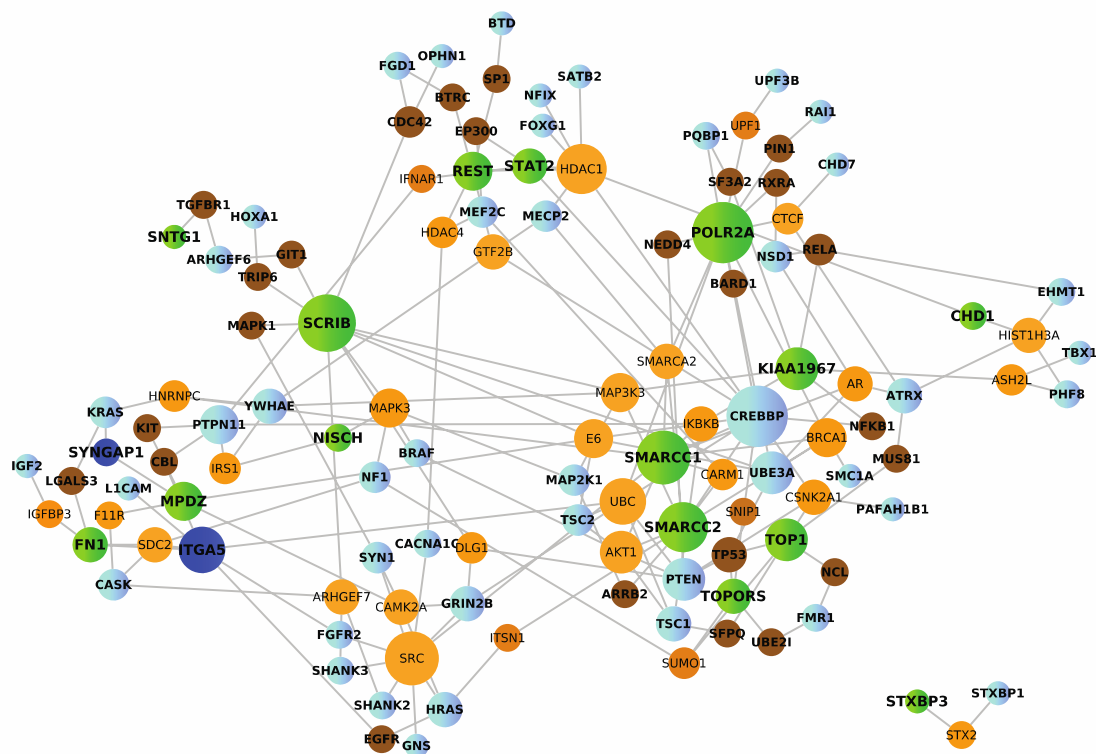 BTD
OPHN1
FGD1
SP1
SATB2
BTRC
NFIX
UPF3B
CDC42
EP300
FOXG1
UPF1
RAI1
PQBP1
PIN1
IFNAR1
REST
STAT2
HDAC1
CHD7
SF3A2
RXRA
TGFBR1
HOXA1
MEF2C
MECP2
CTCF
SNTG1
HDAC4
POLR2A
ARHGEF6
GIT1
GTF2B
NEDD4
NSD1
RELA
TRIP6
BARD1
EHMT1
MAPK1
SCRIB
CHD1
HIST1H3A
SMARCA2
TBX1
KIAA1967
ASH2L
HNRNPC
MAP3K3
AR
ATRX
PHF8
KRAS
YWHAE
MAPK3
CREBBP
KIT
PTPN11
IKBKB
NFKB1
NISCH
E6
BRCA1
SYNGAP1
BRAF
SMARCC1
MUS81
IGF2
CBL
IRS1
LGALS3
NF1
MAP2K1
CARM1
UBE3A
SMC1A
L1CAM
MPDZ
UBC
CSNK2A1
PAFAH1B1
IGFBP3
F11R
TSC2
SNIP1
SMARCC2
FN1
SDC2
ITGA5
CACNA1C
DLG1
AKT1
TOP1
SYN1
TP53
CASK
PTEN
NCL
ARHGEF7
CAMK2A
GRIN2B
ARRB2
TOPORS
FGFR2
TSC1
FMR1
ITSN1
SFPQ
UBE2I
SRC
SHANK3
SUMO1
SHANK2
HRAS
STXBP3
STXBP1
EGFR
GNS
STX2